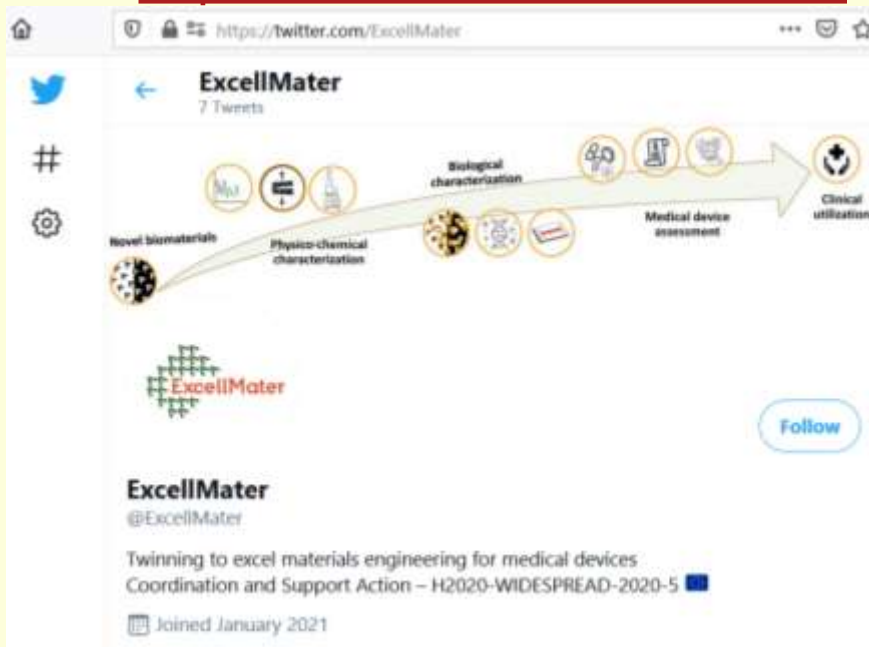 https://twitter.com/ExcellMater
ExcellMater
7 Tweets
Novel biomaterials
Physico-chemical
characterization
Biological
characterization
Medical device
assessment
Clinical
utilization
ExcellMater
Follow
ExcellMater
@ExcellMater
Twinning to excel materials engineering for medical devices
Coordination and Support Action – H2020-WIDESPREAD-2020-5
Joined January 2021